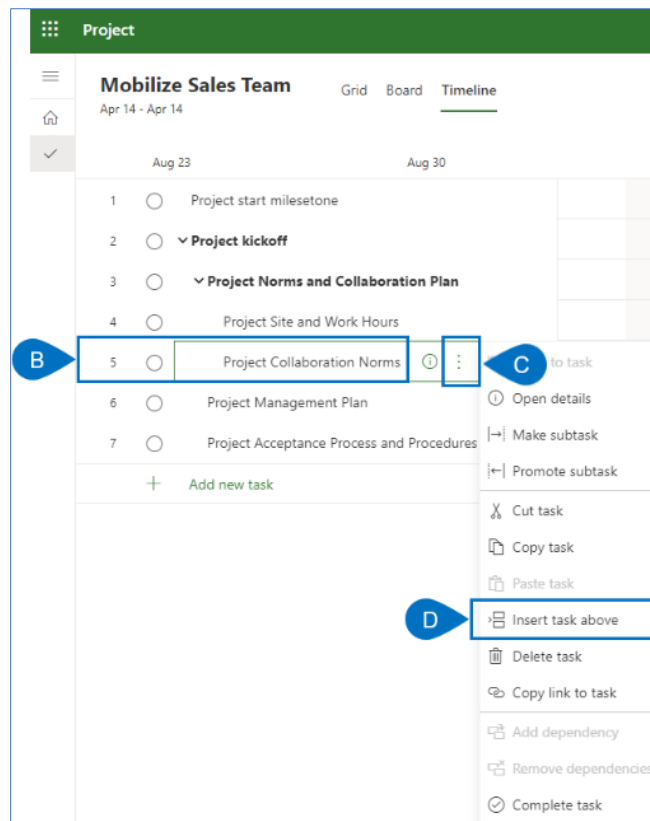 Project
Mobilize Sales Team
Grid Board Timeline
Apr 14 - Apr 14
Aug 23 Aug 30
1 Project start milesetone
2 Project kickoff
3 Project Norms and Collaboration Plan
4 Project Site and Work Hours
B 5 Project Collaboration Norms C to task
Open details
6 Project Management Plan
Make subtask
7 Project Acceptance Process and Procedures
Promote subtask
Add new task
Cut task
Copy task
Paste task
D Insert task above
Delete task
Copy link to task
Add dependency
Remove dependencies
Complete task